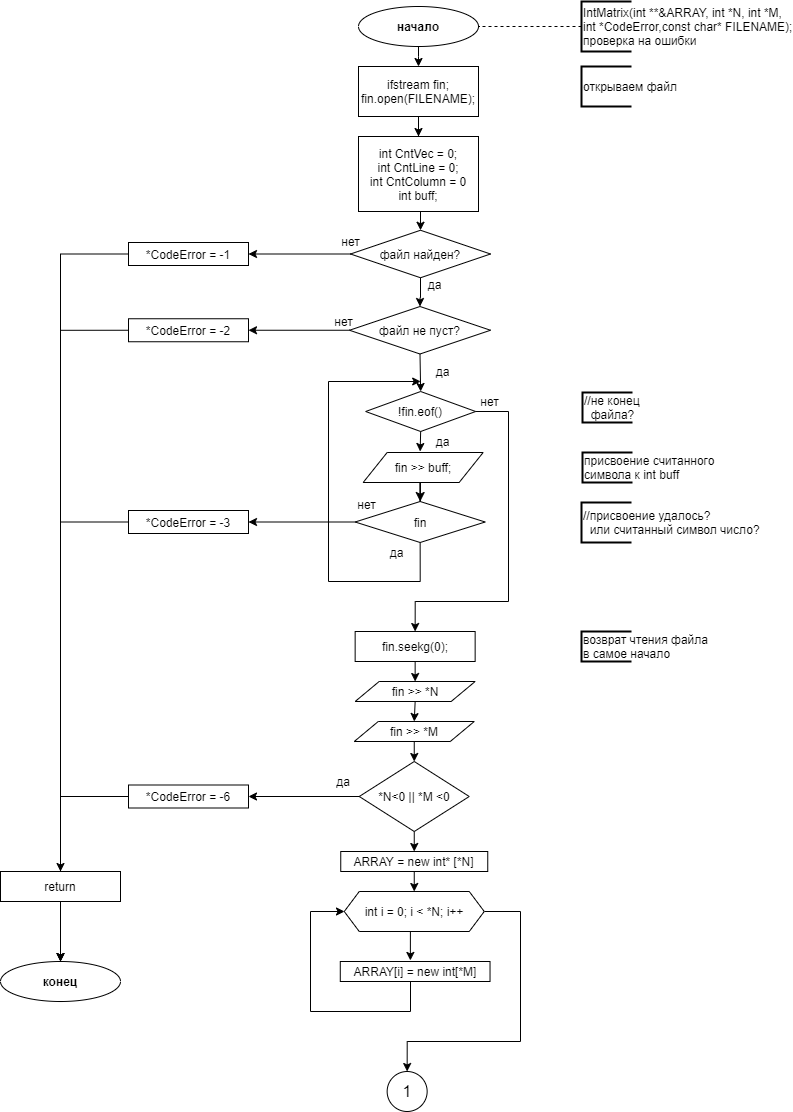 начало
IntMatrix(int **&ARRAY, int *N, int *M,
int *CodeError,const char* FILENAME);
проверка на ошибки
ifstream fin;
fin.open(FILENAME);
открываем файл
int CntVec = 0;
int CntLine = 0;
int CntColumn = 0
int buff;
файл найден?
нет
*CodeError = -1
да
файл не пуст?
нет
*CodeError = -2
да
!fin.eof()
нет
//не конец
файла?
да
fin >> buff;
присвоение считанного
символа к int buff
fin
нет
*CodeError = -3
//присвоение удалось?
или считанный символ число?
да
fin.seekg(0);
возврат чтения файла
в самое начало
fin >> *N
fin >> *M
*N<0 || *M <0
да
*CodeError = -6
ARRAY = new int* [*N]
return
int i = 0; i < *N; i++
ARRAY[i] = new int[*M]
конец
1